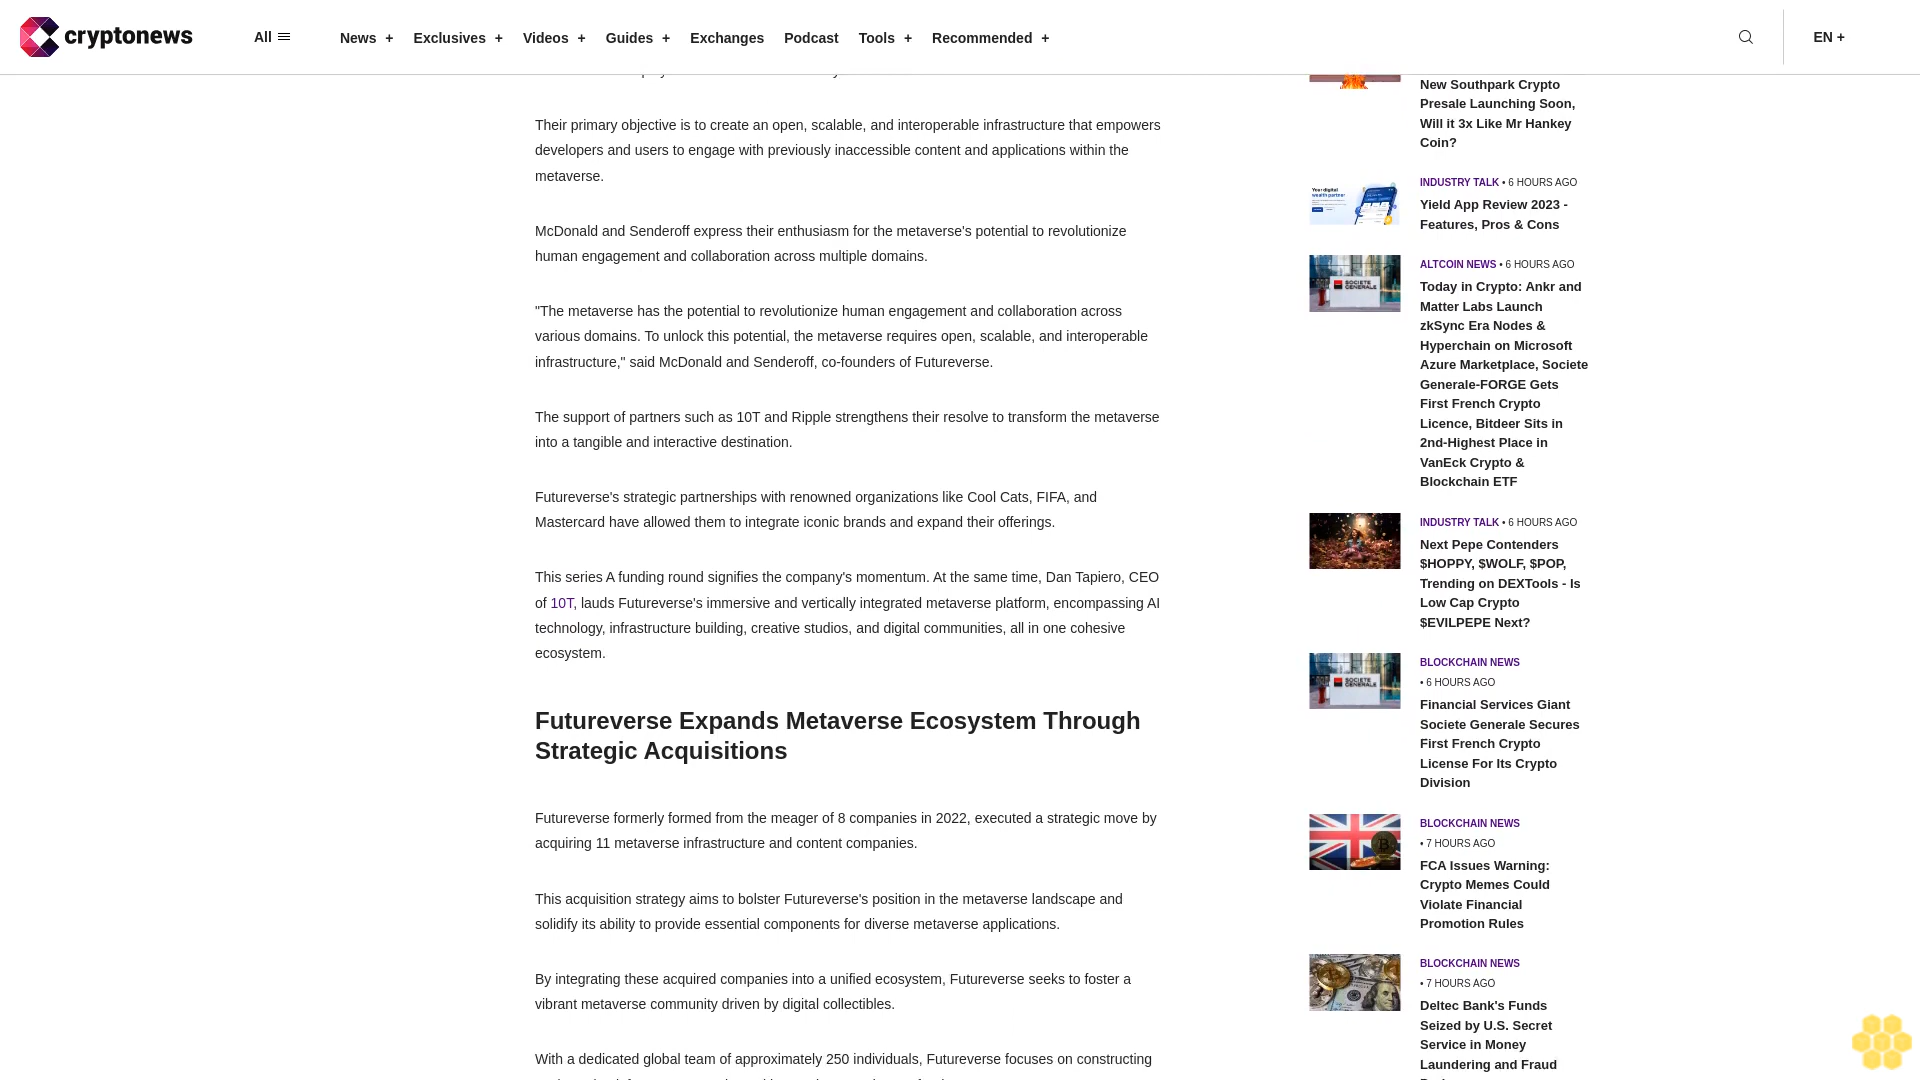 cryptonews
All
News +
Exclusives +
Videos +
Guides +
Exchanges
Podcast
Tools +
Recommended +
EN +
Their primary objective is to create an open, scalable, and interoperable infrastructure that empowers
developers and users to engage with previously inaccessible content and applications within the
metaverse.
McDonald and Senderoff express their enthusiasm for the metaverse's potential to revolutionize
human engagement and collaboration across multiple domains.
"The metaverse has the potential to revolutionize human engagement and collaboration across
various domains. To unlock this potential, the metaverse requires open, scalable, and interoperable
infrastructure," said McDonald and Senderoff, co-founders of Futureverse.
The support of partners such as 10T and Ripple strengthens their resolve to transform the metaverse
into a tangible and interactive destination.
Futureverse's strategic partnerships with renowned organizations like Cool Cats, FIFA, and
Mastercard have allowed them to integrate iconic brands and expand their offerings.
This series A funding round signifies the company's momentum. At the same time, Dan Tapiero, CEO
of 10T, lauds Futureverse's immersive and vertically integrated metaverse platform, encompassing AI
technology, infrastructure building, creative studios, and digital communities, all in one cohesive
ecosystem.
Futureverse Expands Metaverse Ecosystem Through
Strategic Acquisitions
Futureverse formerly formed from the meager of 8 companies in 2022, executed a strategic move by
acquiring 11 metaverse infrastructure and content companies.
This acquisition strategy aims to bolster Futureverse's position in the metaverse landscape and
solidify its ability to provide essential components for diverse metaverse applications.
By integrating these acquired companies into a unified ecosystem, Futureverse seeks to foster a
vibrant metaverse community driven by digital collectibles.
With a dedicated global team of approximately 250 individuals, Futureverse focuses on constructing
New Southpark Crypto
Presale Launching Soon,
Will it 3x Like Mr Hankey
Coin?
Your digital
wealth partner
INDUSTRY TALK • 6 HOURS AGO
Yield App Review 2023 -
Features, Pros & Cons
SOCIETE
GENERALE
ALTCOIN NEWS • 6 HOURS AGO
Today in Crypto: Ankr and
Matter Labs Launch
zkSync Era Nodes &
Hyperchain on Microsoft
Azure Marketplace, Societe
Generale-FORGE Gets
First French Crypto
Licence, Bitdeer Sits in
2nd-Highest Place in
VanEck Crypto &
Blockchain ETF
INDUSTRY TALK • 6 HOURS AGO
Next Pepe Contenders
$HOPPY, $WOLF, $POP,
Trending on DEXTools - Is
Low Cap Crypto
$EVILPEPE Next?
SOCIETE
GENERALE
BLOCKCHAIN NEWS
• 6 HOURS AGO
Financial Services Giant
Societe Generale Secures
First French Crypto
License For Its Crypto
Division
BLOCKCHAIN NEWS
• 7 HOURS AGO
FCA Issues Warning:
Crypto Memes Could
Violate Financial
Promotion Rules
BLOCKCHAIN NEWS
• 7 HOURS AGO
Deltec Bank's Funds
Seized by U.S. Secret
Service in Money
Laundering and Fraud